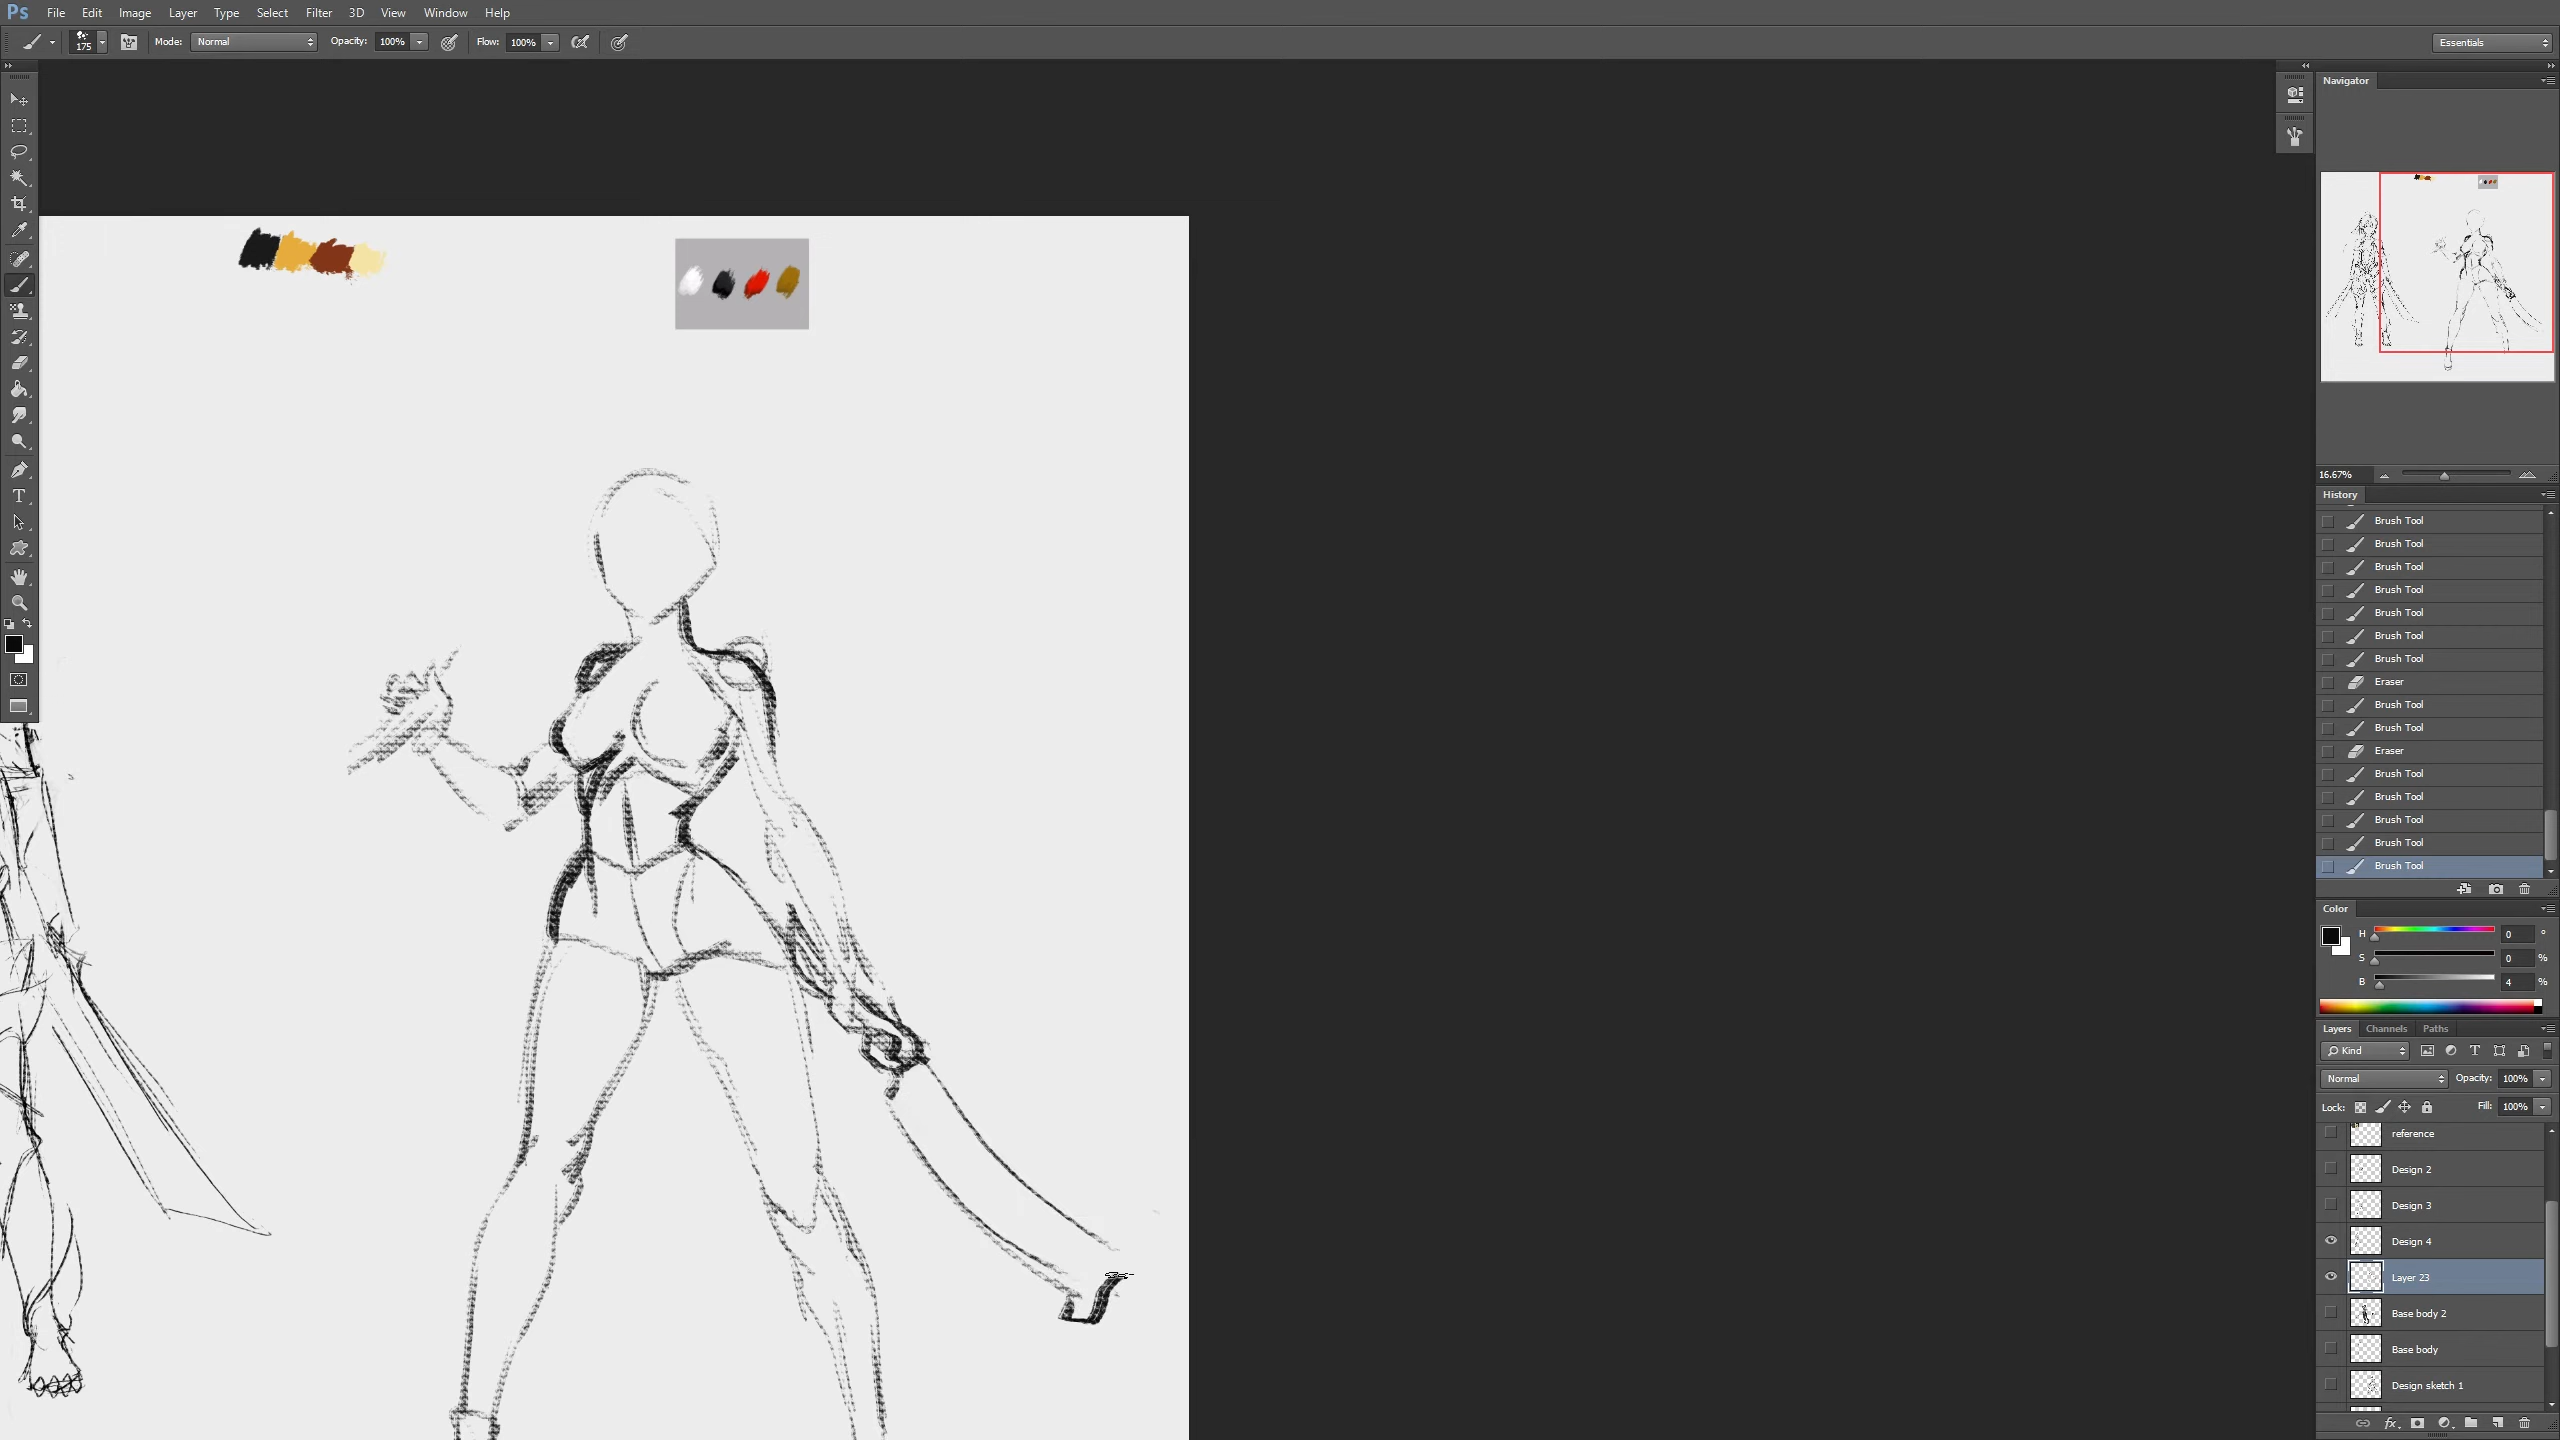 Ps File Edit Image Layer Type Select Filter 3D View Window Help
175 Mode: Normal Opacity: 100% Flow: 100% Essentials
Navigator
16.67%
History
Brush Tool
Brush Tool
Brush Tool
Brush Tool
Brush Tool
Brush Tool
Brush Tool
Eraser
Brush Tool
Brush Tool
Eraser
Brush Tool
Brush Tool
Brush Tool
Brush Tool
Brush Tool
Color
H 0 °
S 0 %
B 4 %
Layers Channels Paths
Kind
Normal Opacity: 100%
Lock: Fill: 100%
reference
Design 2
Design 3
Design 4
Layer 23
Base body 2
Base body
Design sketch 1